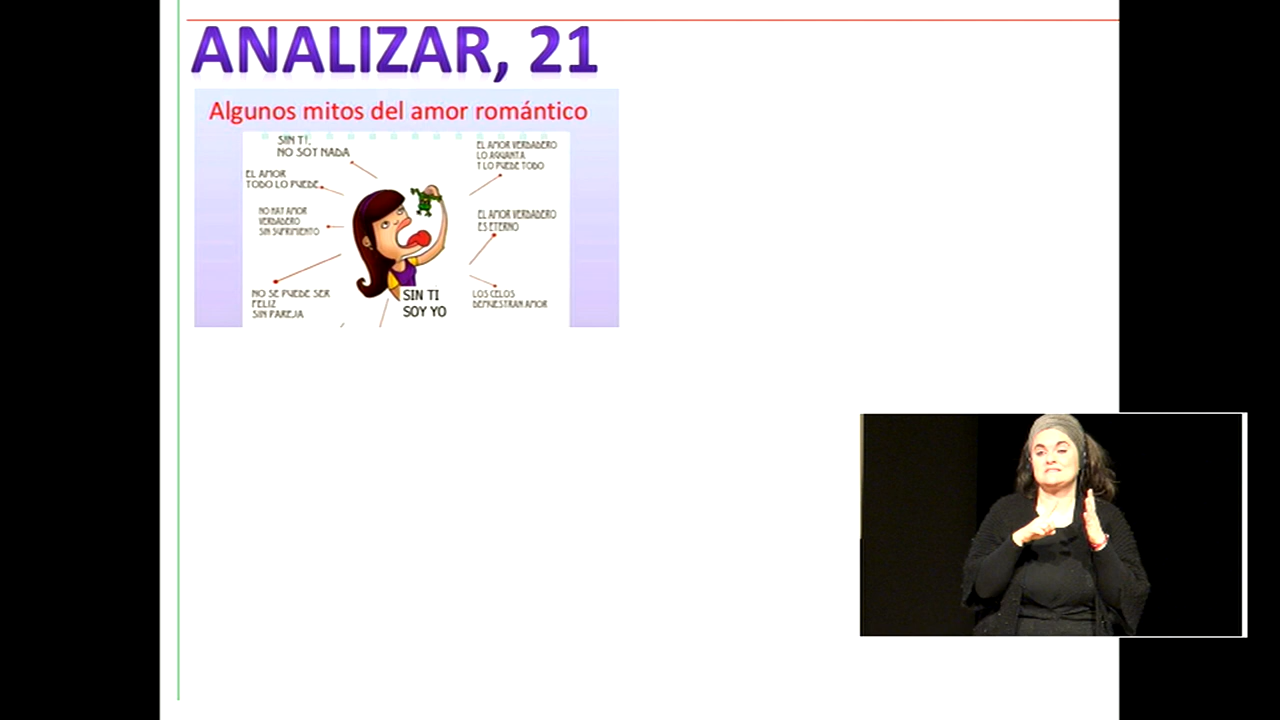 ANALIZAR, 21
Algunos mitos del amor romántico
SIN TI,
NO SOY NADA
EL AMOR
TODO LO PUEDE
NO HAY AMOR
VERDADERO
SIN SUFRIMIENTO
NO SE PUEDE SER
FELIZ
SIN PAREJA
EL AMOR VERDADERO
LO AGUANTA
Y LO PUEDE TODO
EL AMOR VERDADERO
ES ETERNO
LOS CELOS
DEMUESTRAN AMOR
SIN TI
SOY YO